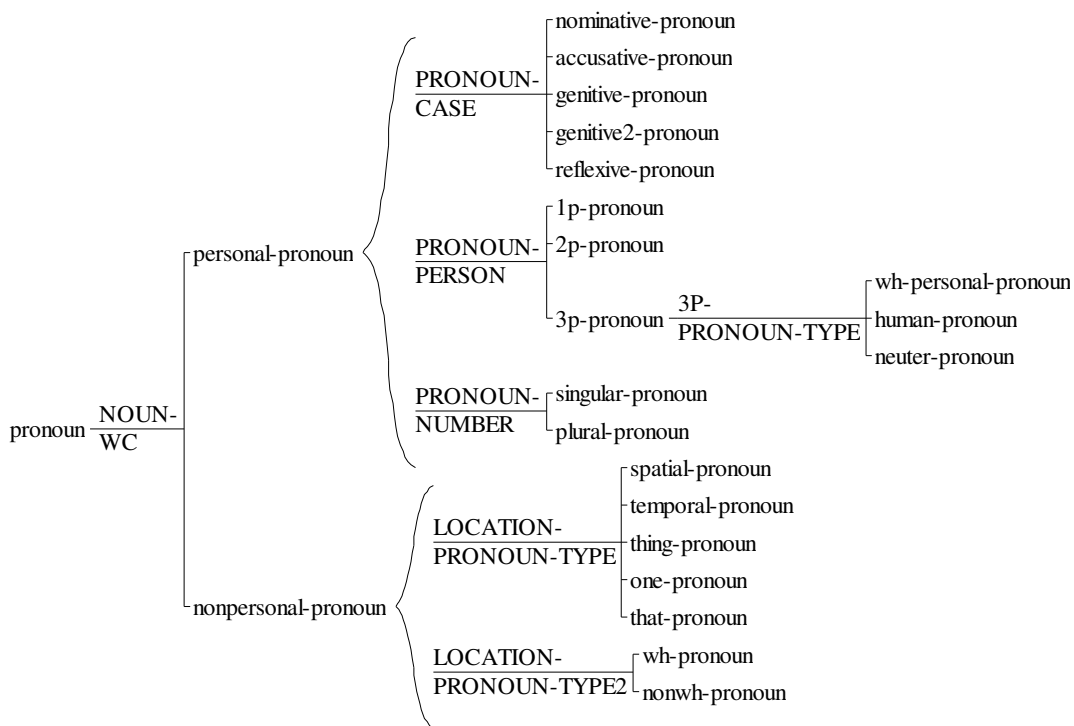 nominative-pronoun
accusative-pronoun
PRONOUN-
CASE
genitive-pronoun
genitive2-pronoun
reflexive-pronoun
1p-pronoun
personal-pronoun
PRONOUN-
PERSON
2p-pronoun
3p-pronoun
3P-
PRONOUN-TYPE
wh-personal-pronoun
human-pronoun
neuter-pronoun
PRONOUN-
NUMBER
singular-pronoun
plural-pronoun
pronoun
NOUN-
WC
spatial-pronoun
temporal-pronoun
LOCATION-
PRONOUN-TYPE
thing-pronoun
one-pronoun
that-pronoun
nonpersonal-pronoun
LOCATION-
PRONOUN-TYPE2
wh-pronoun
nonwh-pronoun